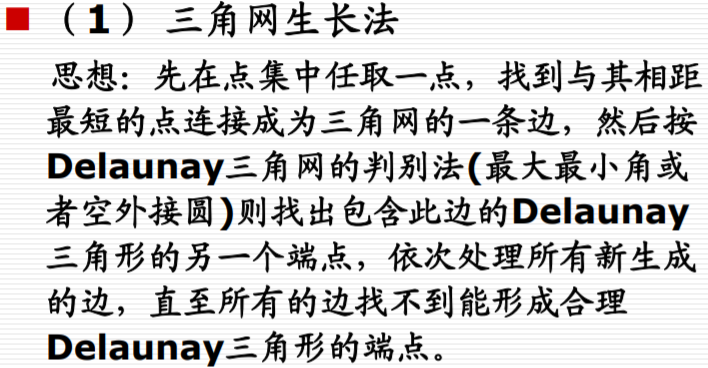 （1） 三角网生长法
思想：先在点集中任取一点，找到与其相距
最短的点连接成为三角网的一条边，然后按
Delaunay三角网的判别法(最大最小角或
者空外接圆)则找出包含此边的Delaunay
三角形的另一个端点，依次处理所有新生成
的边，直至所有的边找不到能形成合理
Delaunay三角形的端点。